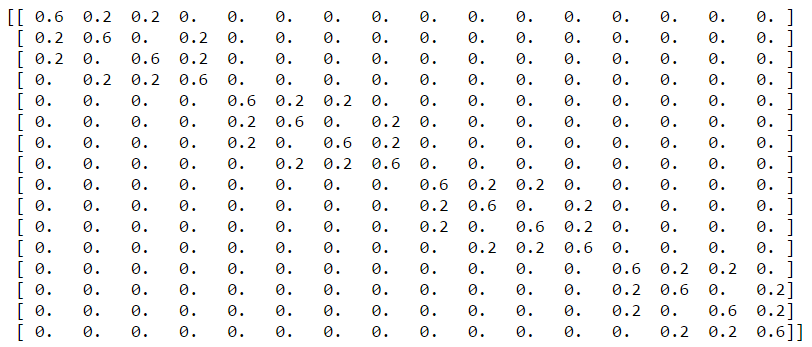 [[ 0.6  0.2  0.2  0.   0.   0.   0.   0.   0.   0.   0.   0.   0.   0.   0.   0. ]
 [ 0.2  0.6  0.   0.2  0.   0.   0.   0.   0.   0.   0.   0.   0.   0.   0.   0. ]
 [ 0.2  0.   0.6  0.2  0.   0.   0.   0.   0.   0.   0.   0.   0.   0.   0.   0. ]
 [ 0.   0.2  0.2  0.6  0.   0.   0.   0.   0.   0.   0.   0.   0.   0.   0.   0. ]
 [ 0.   0.   0.   0.   0.6  0.2  0.2  0.   0.   0.   0.   0.   0.   0.   0.   0. ]
 [ 0.   0.   0.   0.   0.2  0.6  0.   0.2  0.   0.   0.   0.   0.   0.   0.   0. ]
 [ 0.   0.   0.   0.   0.2  0.   0.6  0.2  0.   0.   0.   0.   0.   0.   0.   0. ]
 [ 0.   0.   0.   0.   0.   0.2  0.2  0.6  0.   0.   0.   0.   0.   0.   0.   0. ]
 [ 0.   0.   0.   0.   0.   0.   0.   0.   0.6  0.2  0.2  0.   0.   0.   0.   0. ]
 [ 0.   0.   0.   0.   0.   0.   0.   0.   0.2  0.6  0.   0.2  0.   0.   0.   0. ]
 [ 0.   0.   0.   0.   0.   0.   0.   0.   0.2  0.   0.6  0.2  0.   0.   0.   0. ]
 [ 0.   0.   0.   0.   0.   0.   0.   0.   0.   0.2  0.2  0.6  0.   0.   0.   0. ]
 [ 0.   0.   0.   0.   0.   0.   0.   0.   0.   0.   0.   0.   0.6  0.2  0.2  0. ]
 [ 0.   0.   0.   0.   0.   0.   0.   0.   0.   0.   0.   0.   0.2  0.6  0.   0.2]
 [ 0.   0.   0.   0.   0.   0.   0.   0.   0.   0.   0.   0.   0.2  0.   0.6  0.2]
 [ 0.   0.   0.   0.   0.   0.   0.   0.   0.   0.   0.   0.   0.   0.2  0.2  0.6]]